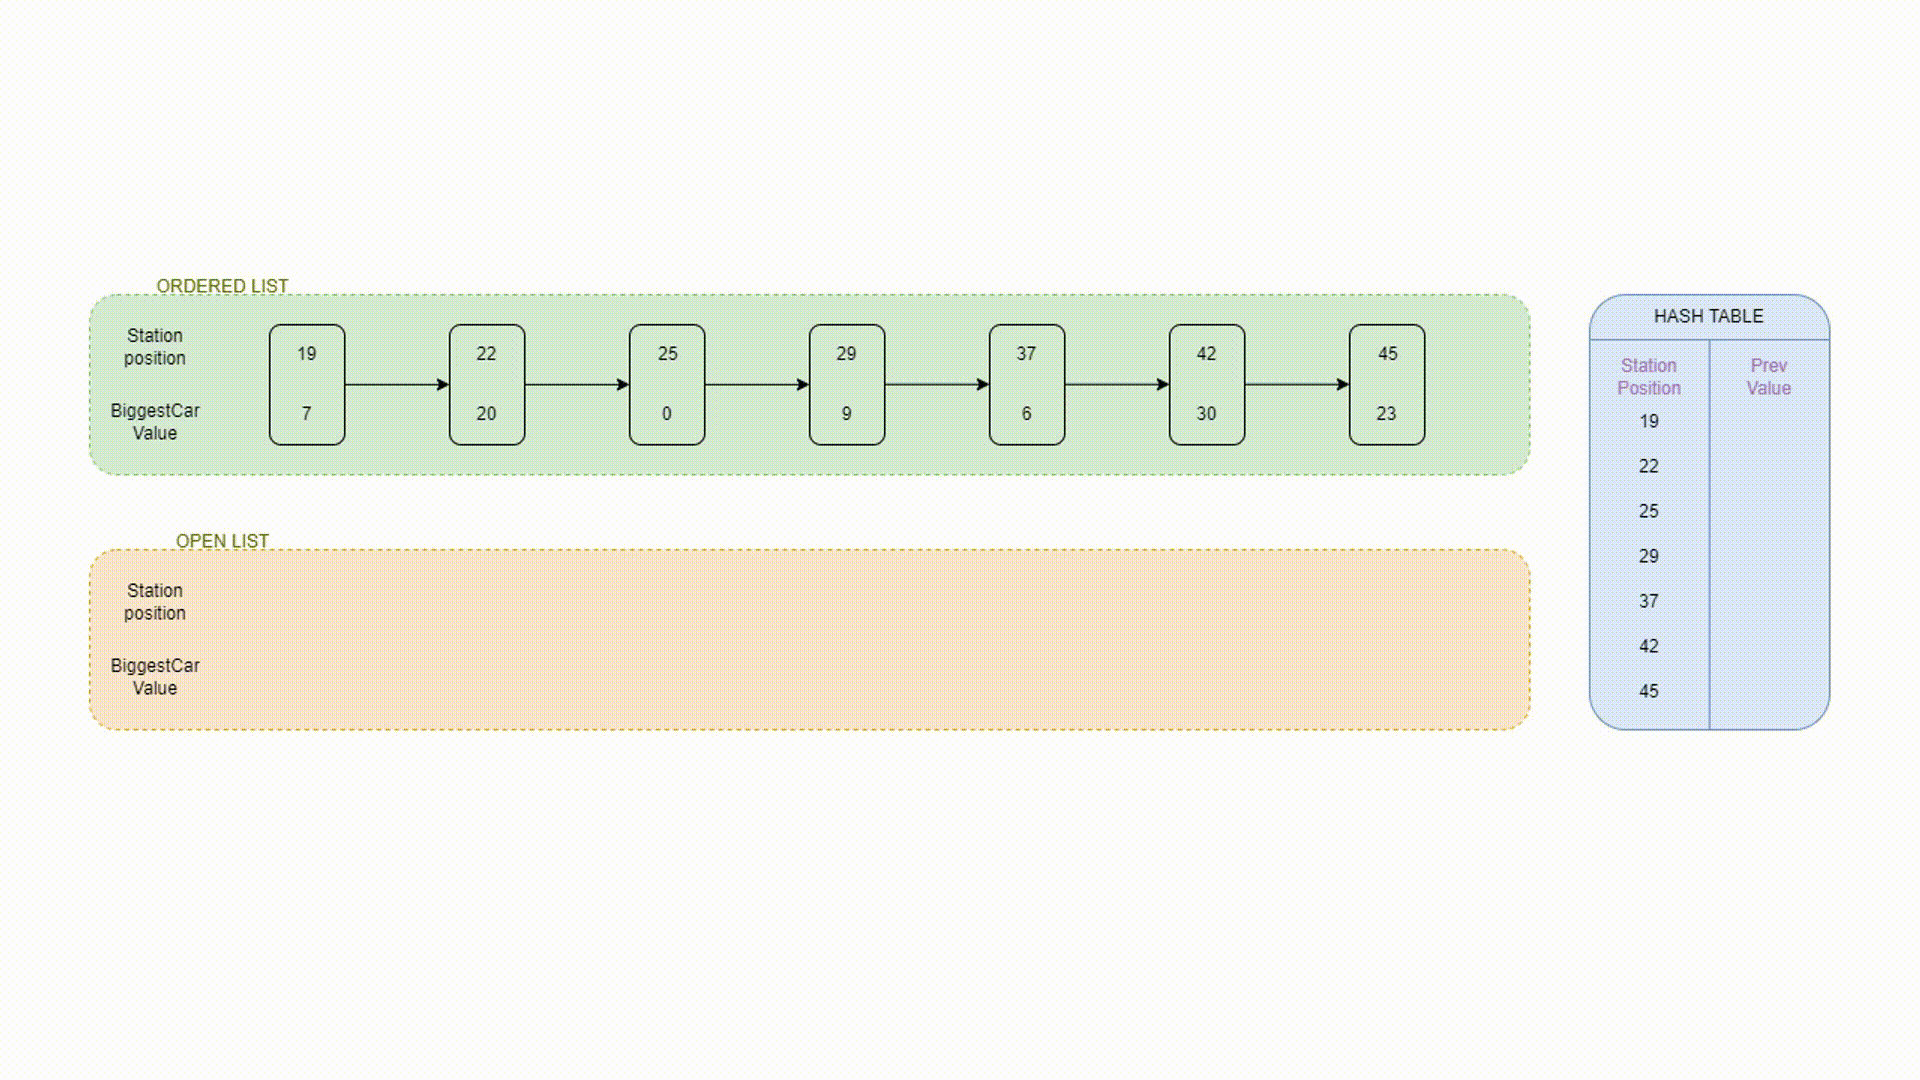 ORDERED LIST
Station
position
19 22 25 29 37 42 45
BiggestCar
Value
7 20 0 9 6 30 23
OPEN LIST
Station
position
BiggestCar
Value
HASH TABLE
Station
Position
Prev
Value
19
22
25
29
37
42
45